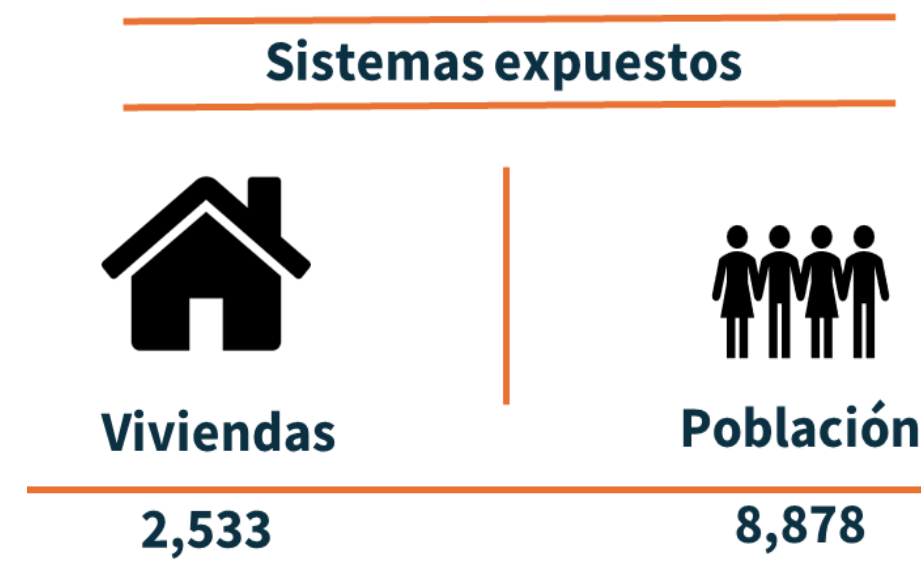 Sistemas expuestos
Viviendas
Población
2,533
8,878